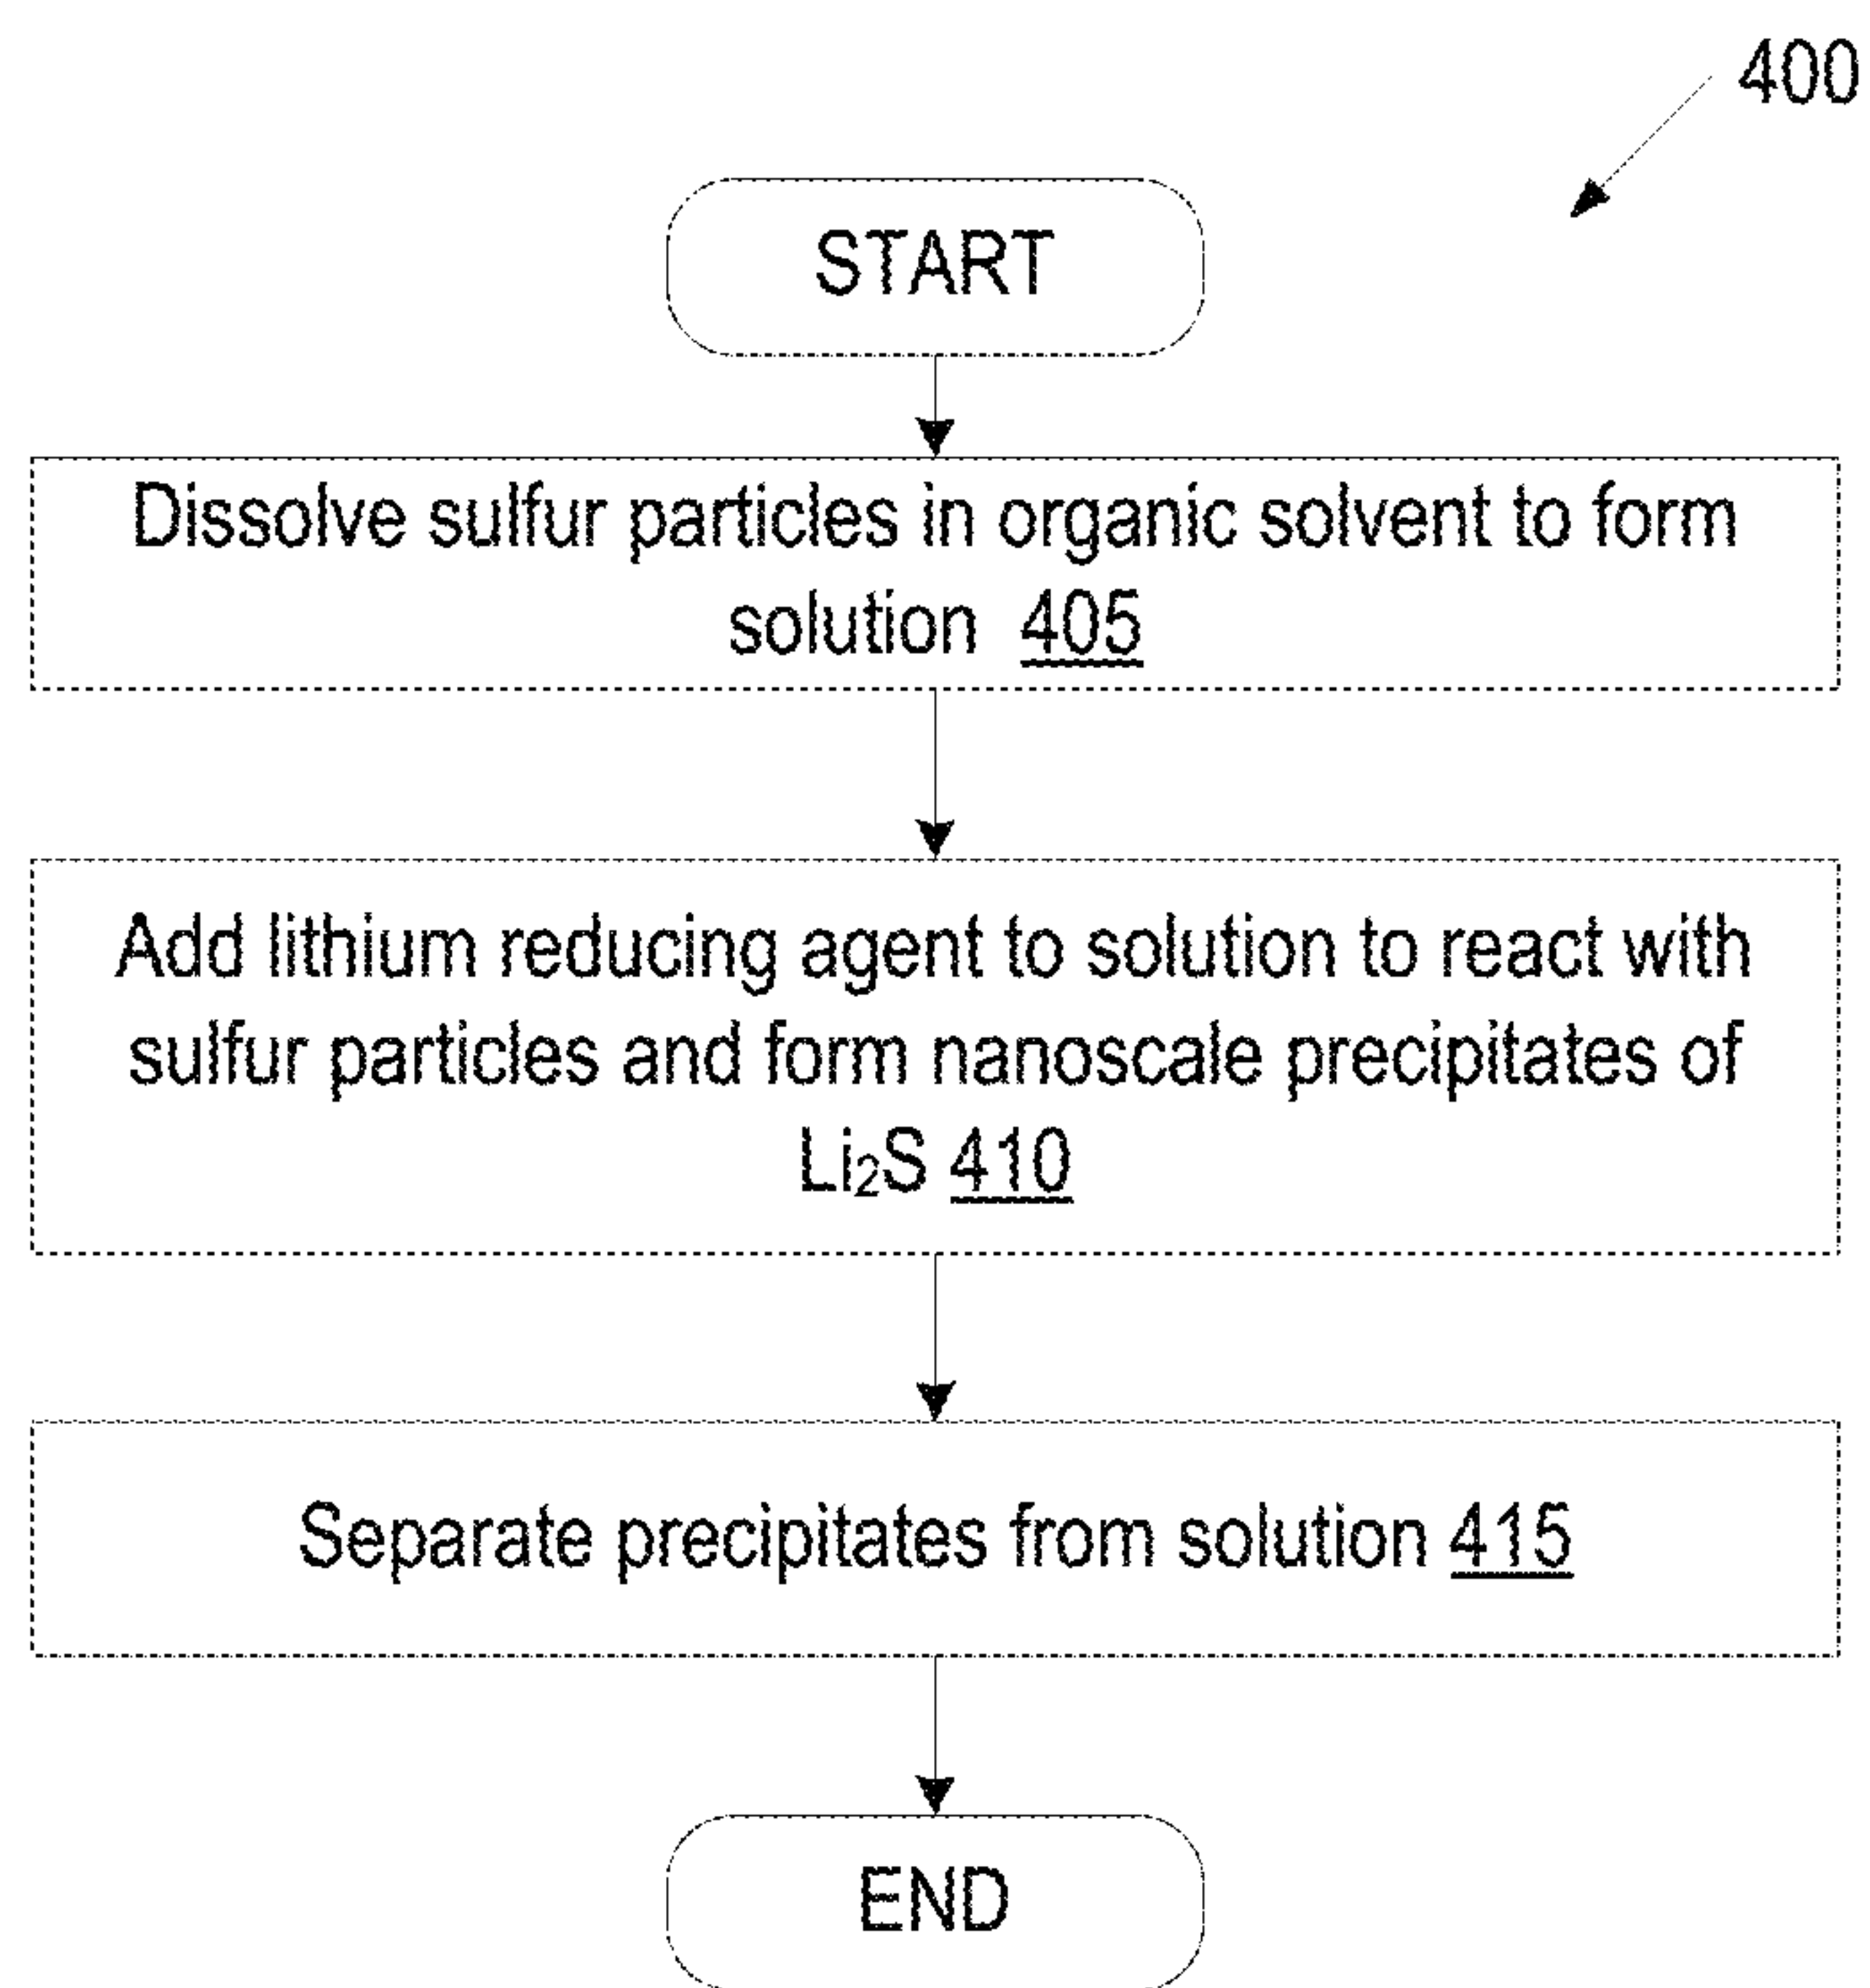 400
START
Dissolve sulfur particles in organic solvent to form
solution 405
Add lithium reducing agent to solution to react with
sulfur particles and form nanoscale precipitates of
Li₂S 410
Separate precipitates from solution 415
END